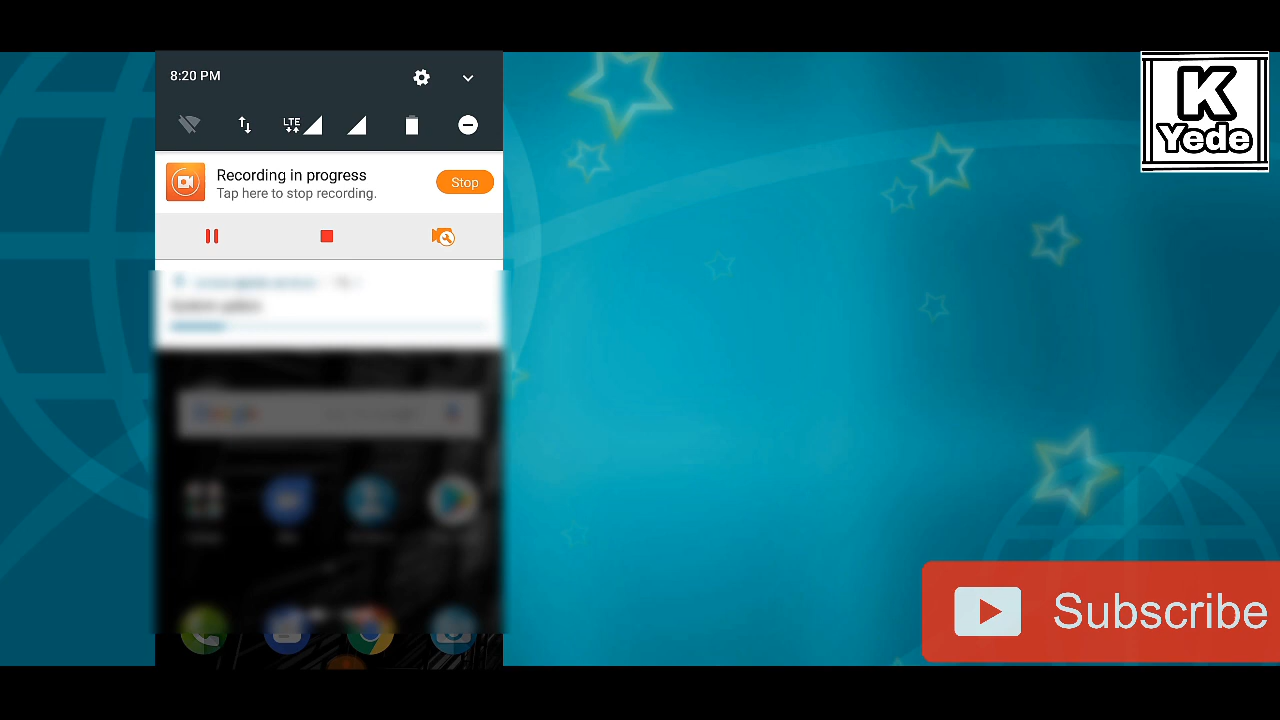 8:20 PM
LTE
Recording in progress
Tap here to stop recording.
Stop
K
Yede
Subscribe